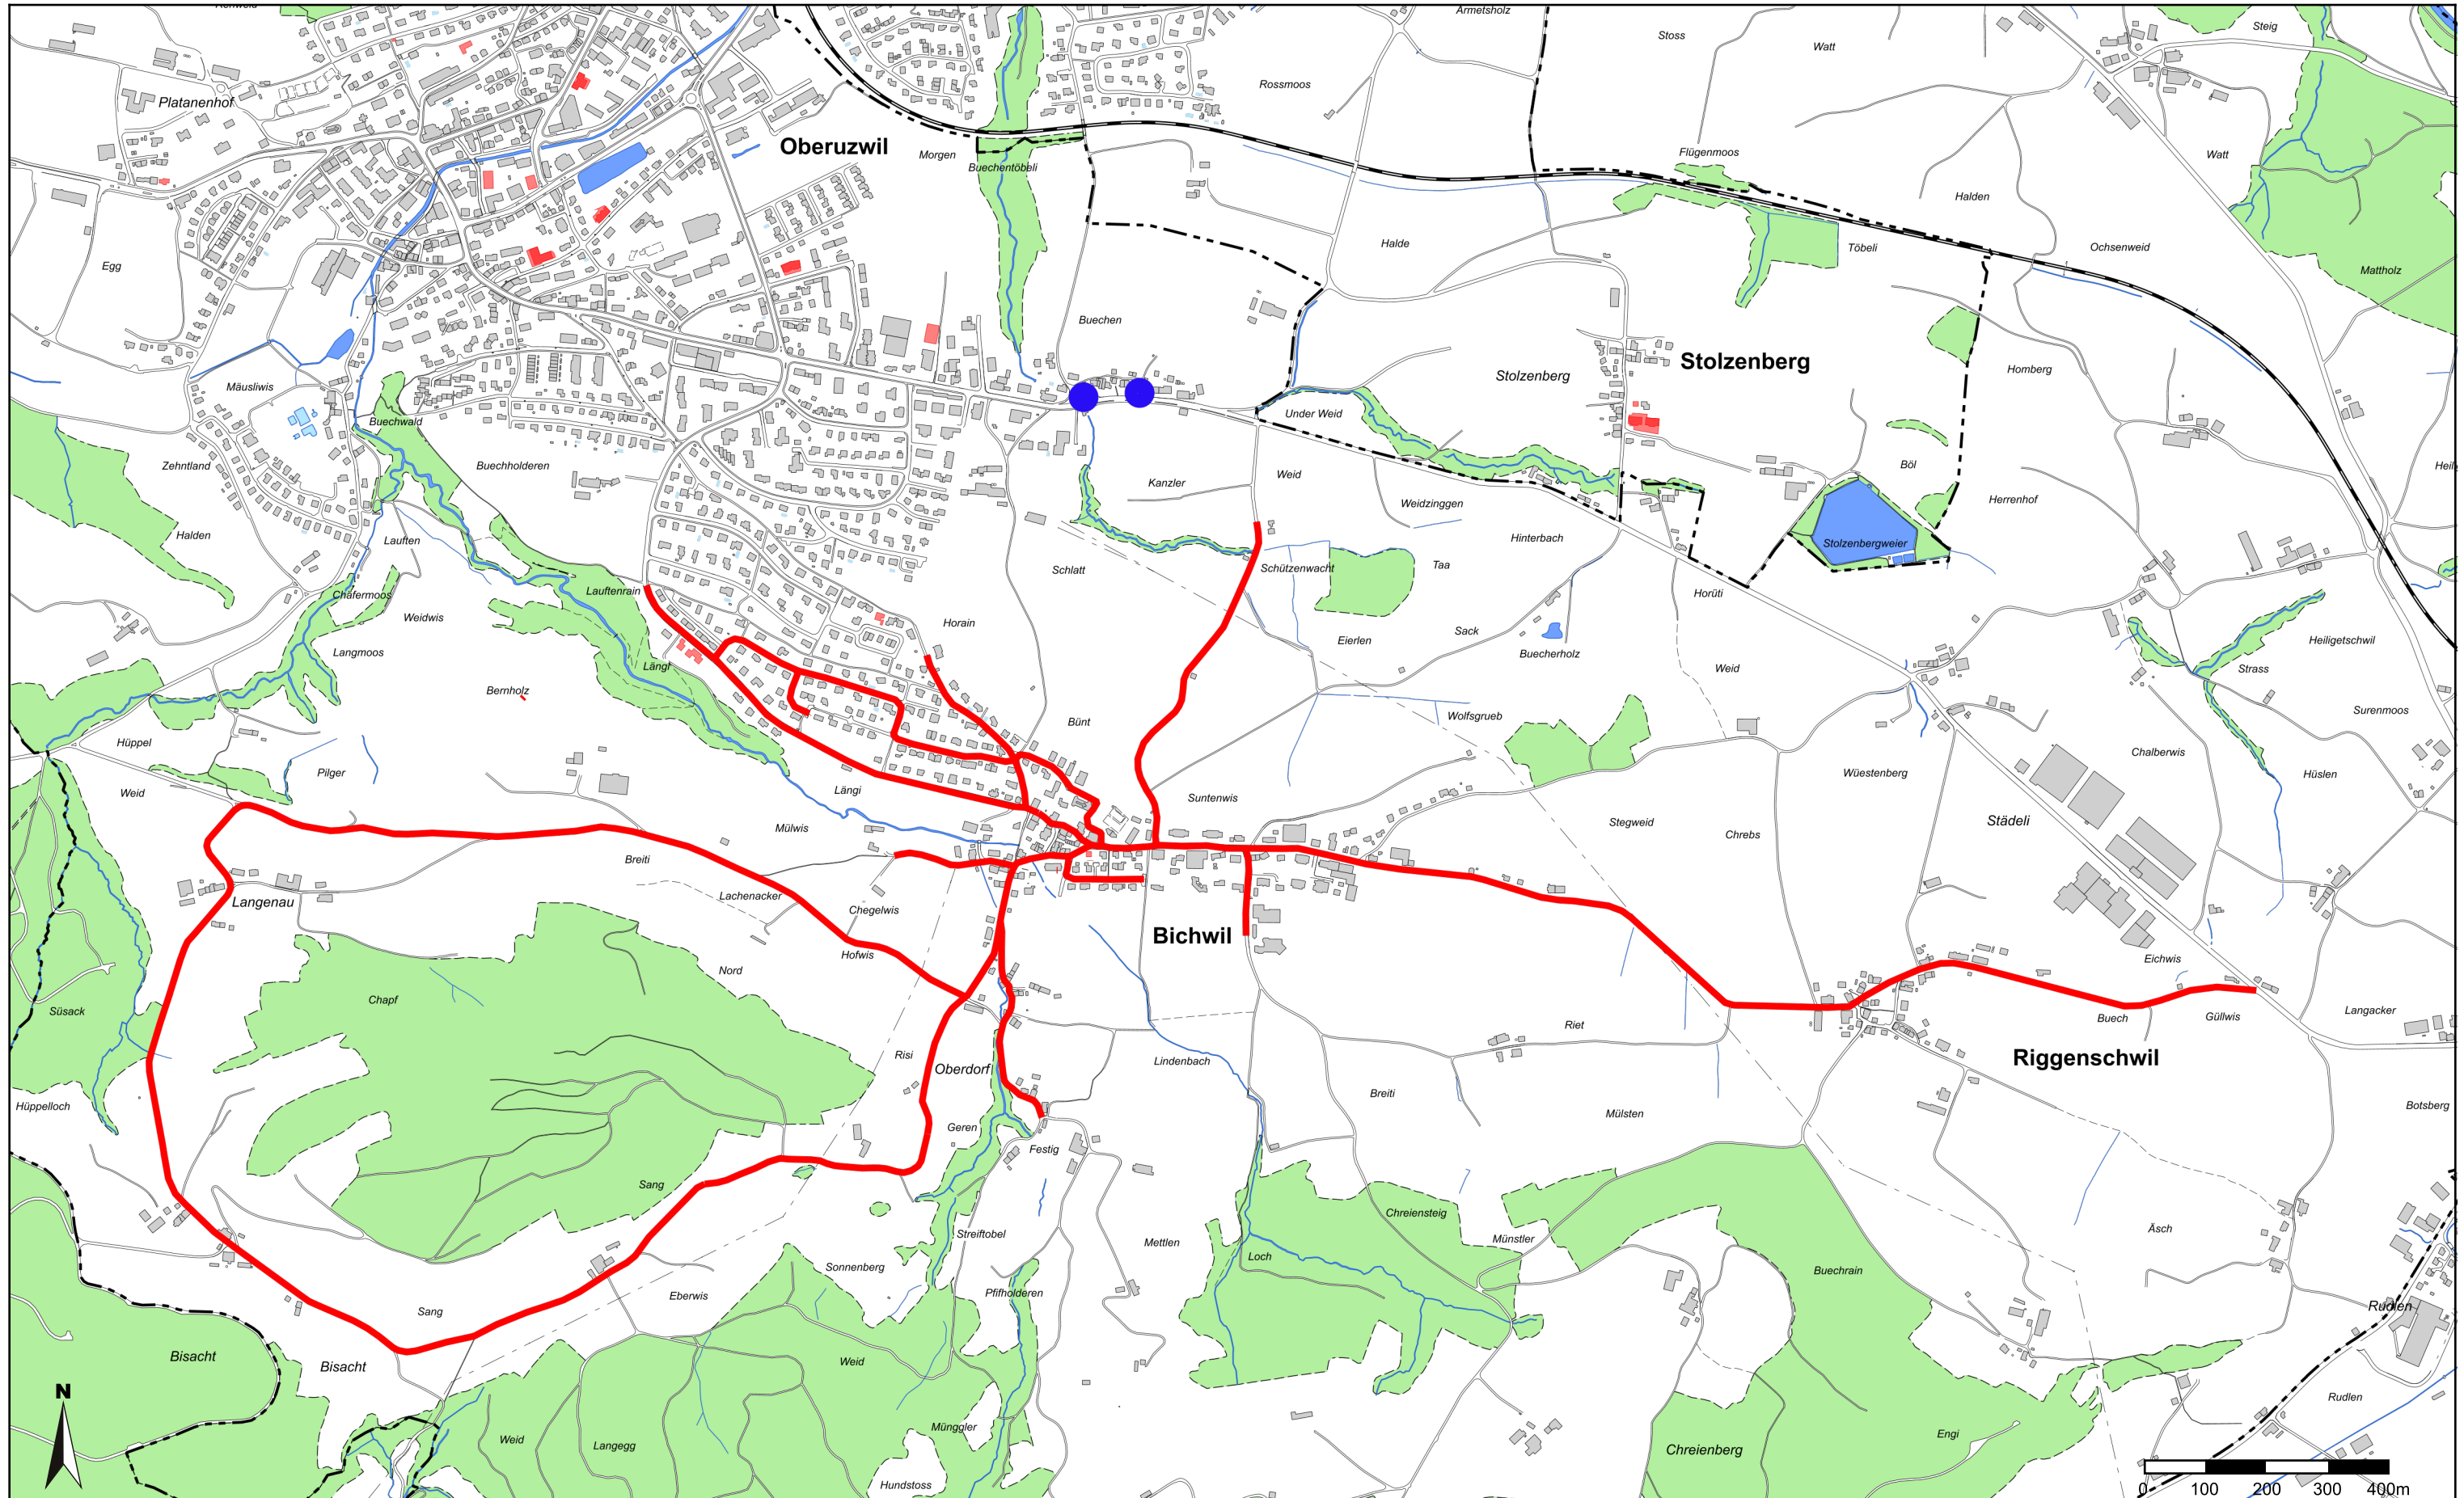 Armetsholz
Steig
Stoss
Watt
Rossmoos
Platanenhof
Oberuzwil
Morgen
Buechentöbeli
Flügenmoos
Watt
Halden
Egg
Halde
Töbeli
Ochsenweid
Mattholz
Buechen
Stolzenberg
Stolzenberg
Homberg
Mäusliwis
Buechwald
Under Weid
Zehntland
Buechholderen
Kanzler
Weid
Böl
Weidzinggen
Herrenhof
Halden
Lauften
Hinterbach
Stolzenbergweier
Schlatt
Schützenwacht
Taa
Chäfermoos
Lauftenrain
Horüti
Weidwis
Horain
Sack
Eierlen
Heiligetschwil
Langmoos
Längi
Buecherholz
Weid
Strass
Bernholz
Bünt
Wolfsgrueb
Surenmoos
Hüppel
Chalberwis
Pilger
Wüestenberg
Hüslen
Weid
Längi
Suntenwis
Mülwis
Stegweid
Städeli
Chrebs
Breiti
Langenau
Lachenacker
Chegelwis
Bichwil
Hofwis
Eichwis
Nord
Chapf
Süsack
Riet
Buech
Güllwis
Langacker
Risi
Lindenbach
Riggenschwil
Oberdorf
Breiti
Hüppelloch
Mülsten
Botsberg
Geren
Festig
Sang
Chreiensteig
Äsch
Streiftobel
Mettlen
Münstler
Loch
Sonnenberg
Buechrain
Pfifholderen
Eberwis
Sang
Rudlen
Bisacht
Bisacht
Weid
N
Rudlen
Münggler
Weid
Langegg
Engi
Chreienberg
Hundstoss
0 100 200 300 400m